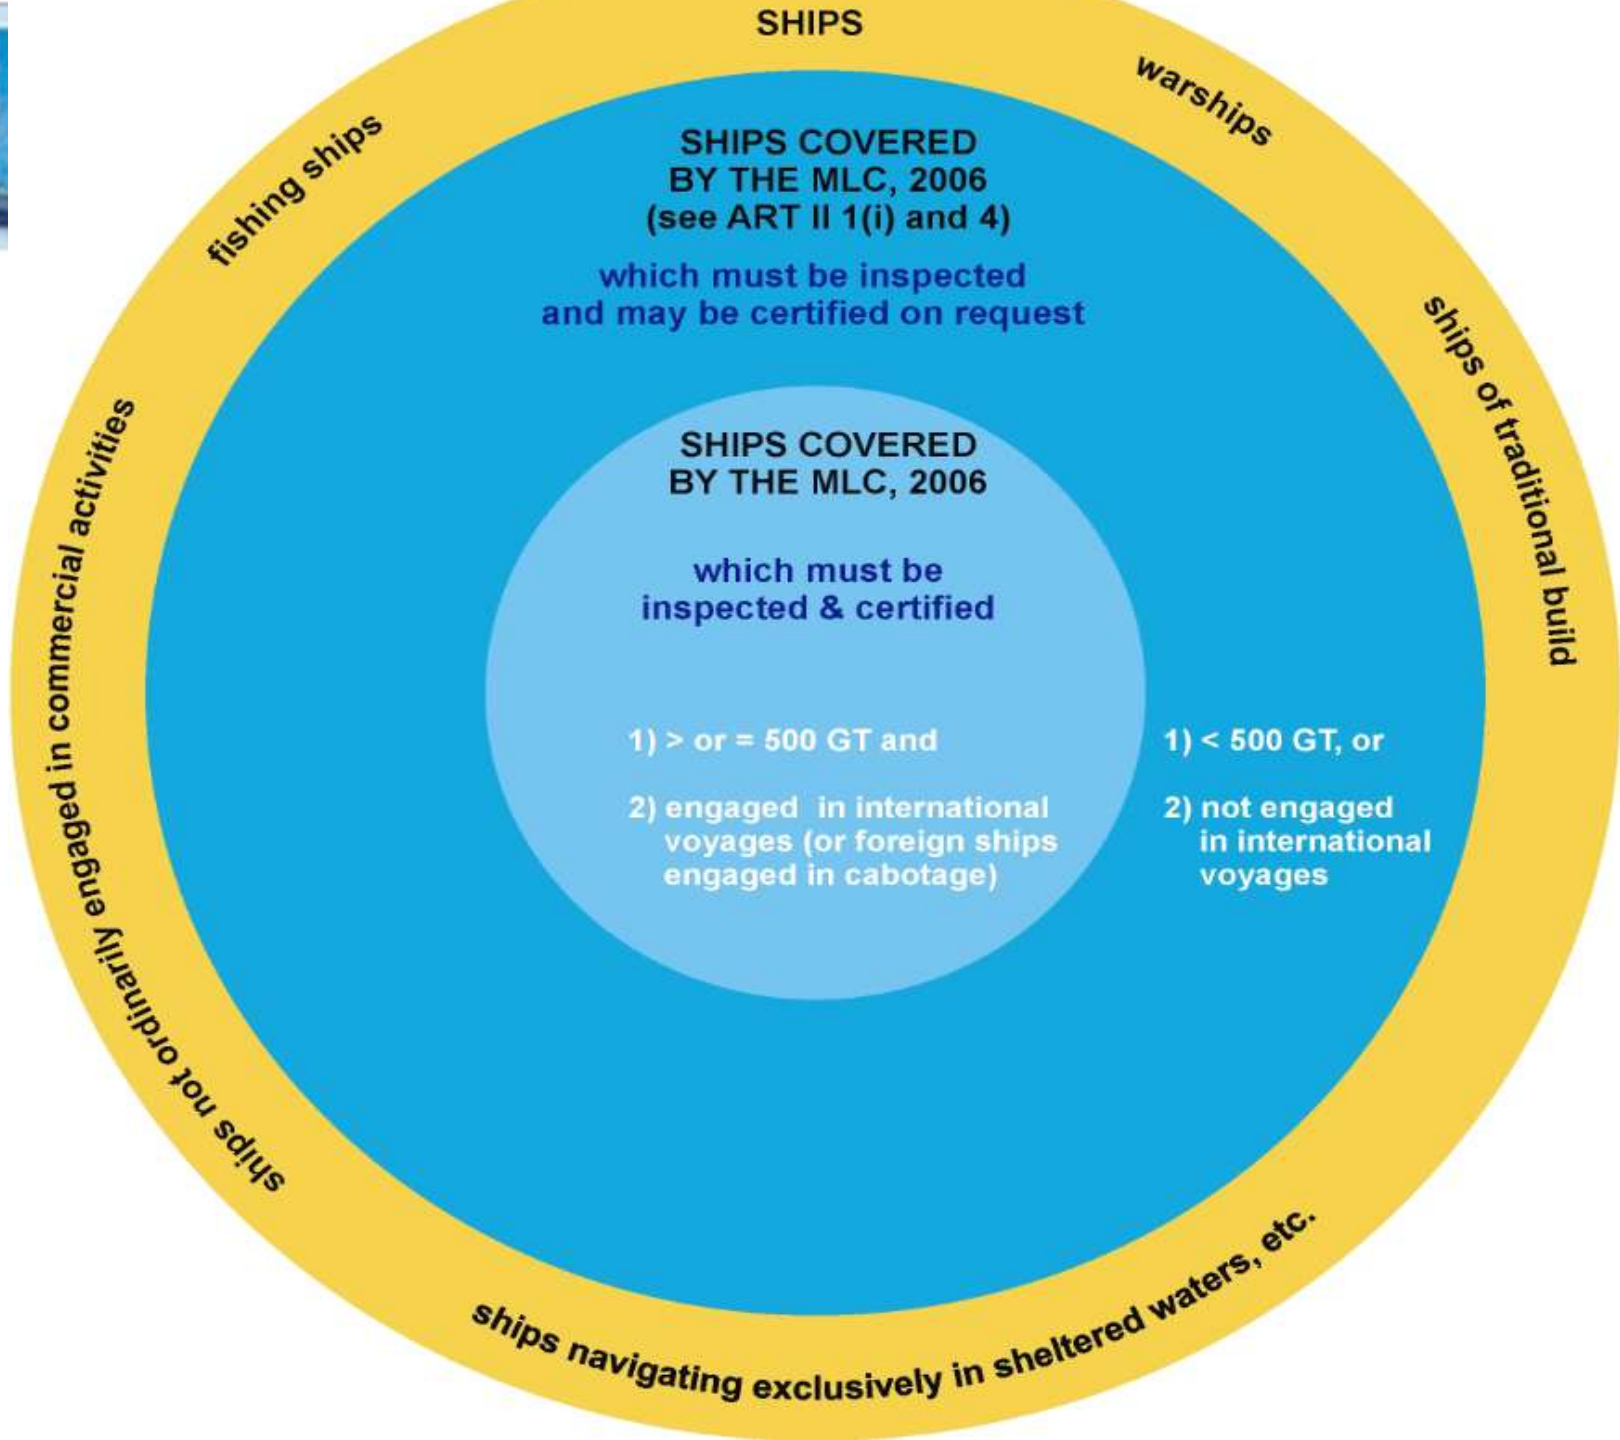 SHIPS
warships
fishing ships
ships of traditional build
ships not ordinarily engaged in commercial activities
ships navigating exclusively in sheltered waters, etc.
SHIPS COVERED
BY THE MLC, 2006
(see ART II 1(i) and 4)
which must be inspected
and may be certified on request
SHIPS COVERED
BY THE MLC, 2006
which must be
inspected & certified
1) > or = 500 GT and
2) engaged in international
voyages (or foreign ships
engaged in cabotage)
1) < 500 GT, or
2) not engaged
in international
voyages